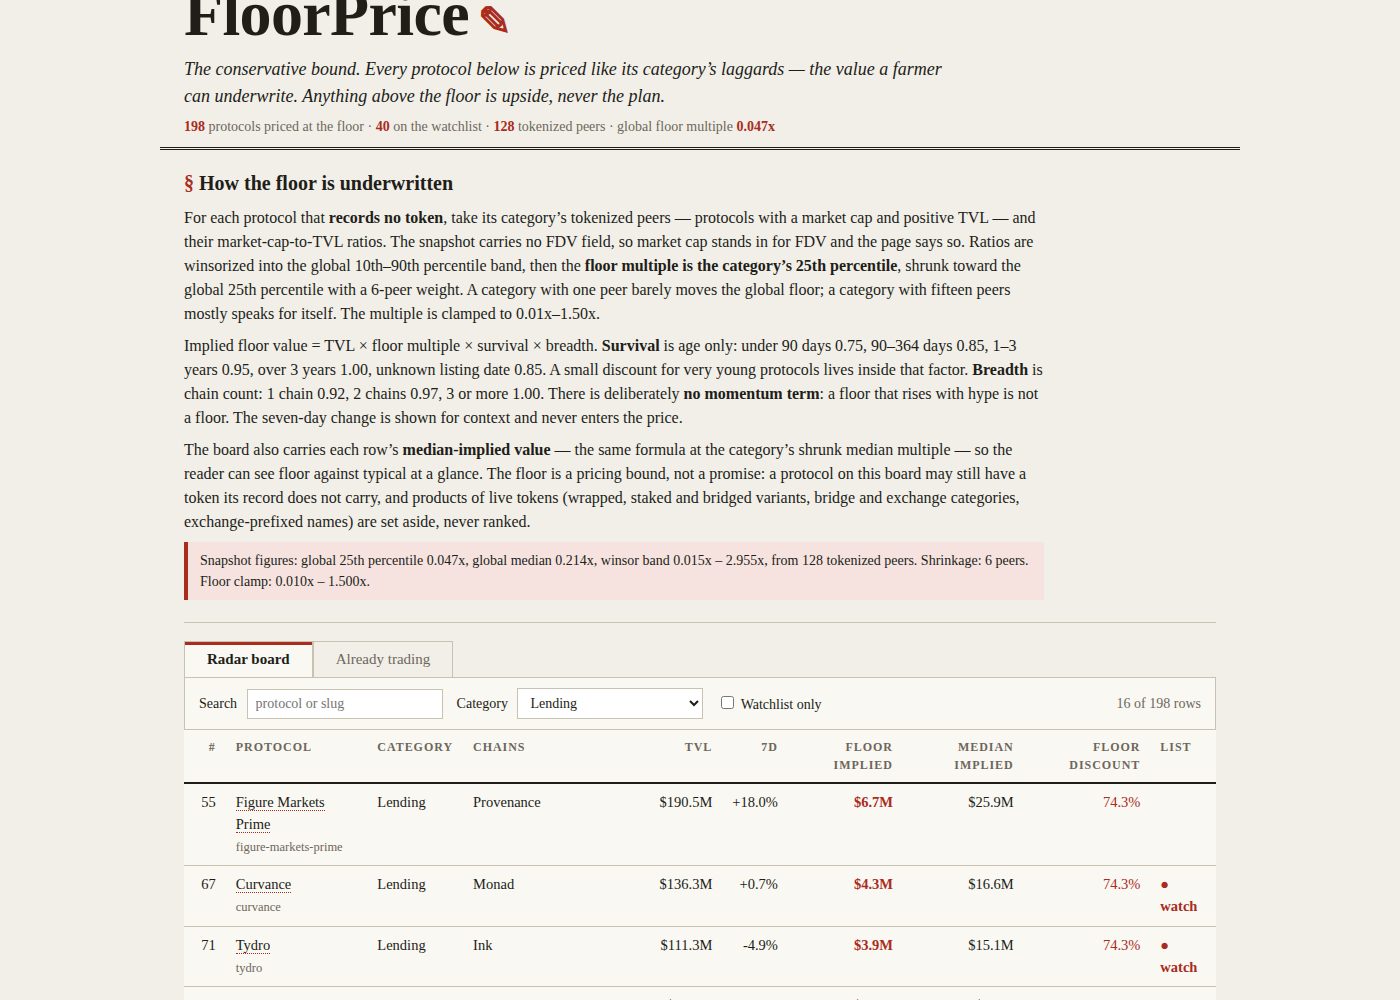 FloorPrice ✎
The conservative bound. Every protocol below is priced like its category’s laggards — the value a farmer
can underwrite. Anything above the floor is upside, never the plan.
198 protocols priced at the floor · 40 on the watchlist · 128 tokenized peers · global floor multiple 0.047x
§ How the floor is underwritten
For each protocol that records no token, take its category’s tokenized peers — protocols with a market cap and positive TVL — and
their market-cap-to-TVL ratios. The snapshot carries no FDV field, so market cap stands in for FDV and the page says so. Ratios are
winsorized into the global 10th–90th percentile band, then the floor multiple is the category’s 25th percentile, shrunk toward the
global 25th percentile with a 6-peer weight. A category with one peer barely moves the global floor; a category with fifteen peers
mostly speaks for itself. The multiple is clamped to 0.01x–1.50x.
Implied floor value = TVL × floor multiple × survival × breadth. Survival is age only: under 90 days 0.75, 90–364 days 0.85, 1–3
years 0.95, over 3 years 1.00, unknown listing date 0.85. A small discount for very young protocols lives inside that factor. Breadth is
chain count: 1 chain 0.92, 2 chains 0.97, 3 or more 1.00. There is deliberately no momentum term: a floor that rises with hype is not
a floor. The seven-day change is shown for context and never enters the price.
The board also carries each row’s median-implied value — the same formula at the category’s shrunk median multiple — so the
reader can see floor against typical at a glance. The floor is a pricing bound, not a promise: a protocol on this board may still have a
token its record does not carry, and products of live tokens (wrapped, staked and bridged variants, bridge and exchange categories,
exchange-prefixed names) are set aside, never ranked.
Snapshot figures: global 25th percentile 0.047x, global median 0.214x, winsor band 0.015x – 2.955x, from 128 tokenized peers. Shrinkage: 6 peers.
Floor clamp: 0.010x – 1.500x.
Radar board Already trading
Search protocol or slug Category Lending Watchlist only 16 of 198 rows
# PROTOCOL CATEGORY CHAINS TVL 7D FLOOR IMPLIED MEDIAN IMPLIED FLOOR DISCOUNT LIST
55 Figure Markets Prime Lending Provenance $190.5M +18.0% $6.7M $25.9M 74.3%
figure-markets-prime
67 Curvance Lending Monad $136.3M +0.7% $4.3M $16.6M 74.3% ● watch
curvance
71 Tydro Lending Ink $111.3M -4.9% $3.9M $15.1M 74.3% ● watch
tydro